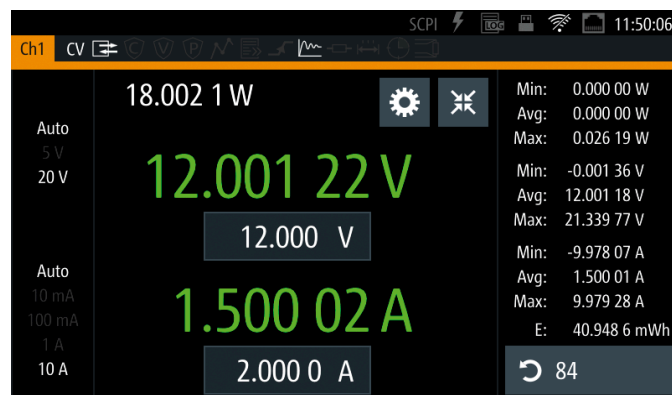 SCPI LOG 11:50:06
Ch1 CV C V P
18.002 1 W
Auto
5 V
20 V
12.001 22 V
12.000 V
Auto
10 mA
100 mA
1 A
10 A
1.500 02 A
2.000 0 A
Min: 0.000 00 W
Avg: 0.000 00 W
Max: 0.026 19 W
Min: -0.001 36 V
Avg: 12.001 18 V
Max: 21.339 77 V
Min: -9.978 07 A
Avg: 1.500 01 A
Max: 9.979 28 A
E: 40.948 6 mWh
84